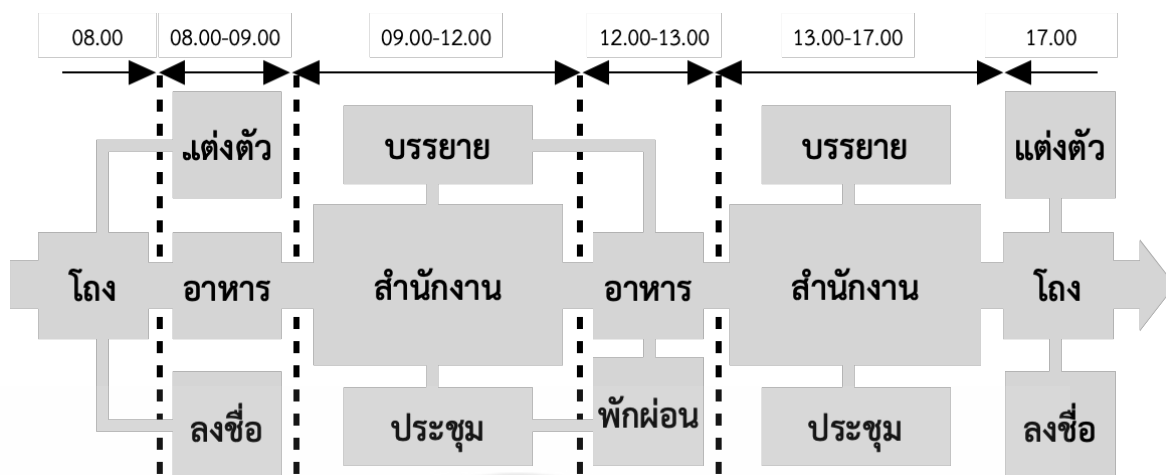 08.00
08.00-09.00
09.00-12.00
12.00-13.00
13.00-17.00
17.00
แต่งตัว
บรรยาย
บรรยาย
แต่งตัว
โถง
อาหาร
สำนักงาน
อาหาร
สำนักงาน
โถง
ลงชื่อ
ประชุม
พักผ่อน
ประชุม
ลงชื่อ